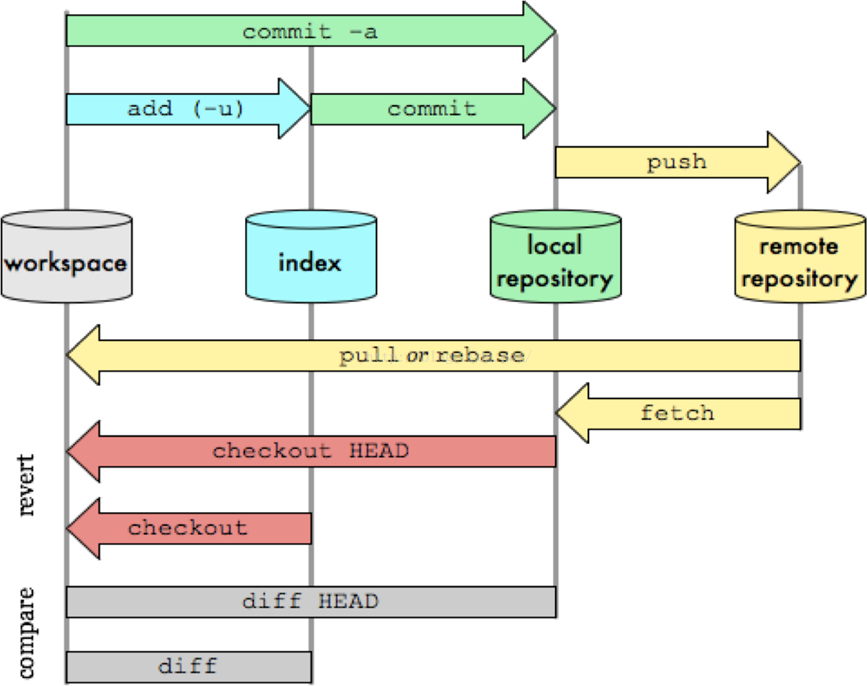 commit -a
add (-u)
commit
push
workspace
index
local
repository
remote
repository
pull or rebase
fetch
revert
checkout HEAD
checkout
compare
diff HEAD
diff